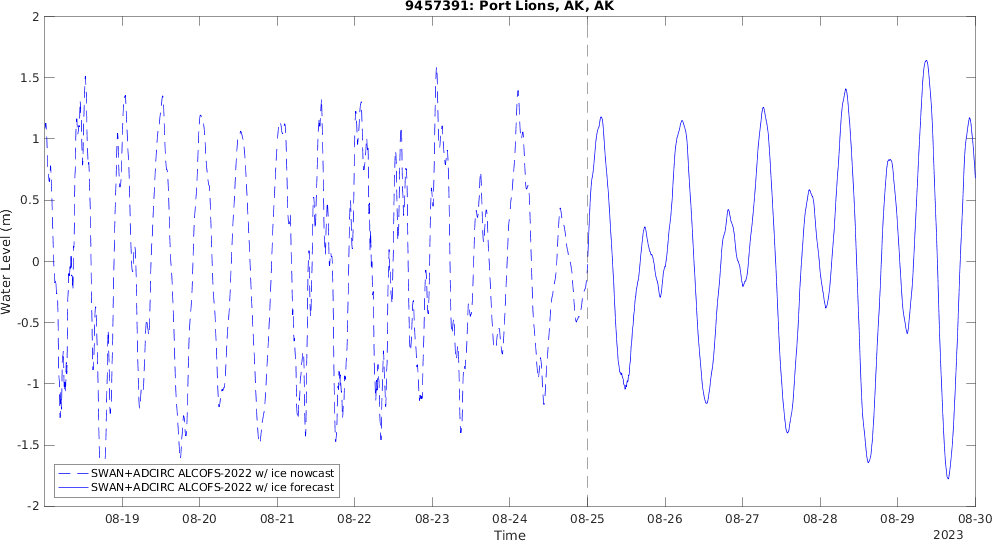 9457391: Port Lions, AK, AK
2
1.5
1
0.5
0
-0.5
-1
-1.5
-2
Water Level (m)
SWAN+ADCIRC ALCOFS-2022 w/ ice nowcast
SWAN+ADCIRC ALCOFS-2022 w/ ice forecast
08-19 08-20 08-21 08-22 08-23 08-24 08-25 08-26 08-27 08-28 08-29 08-30
Time
2023